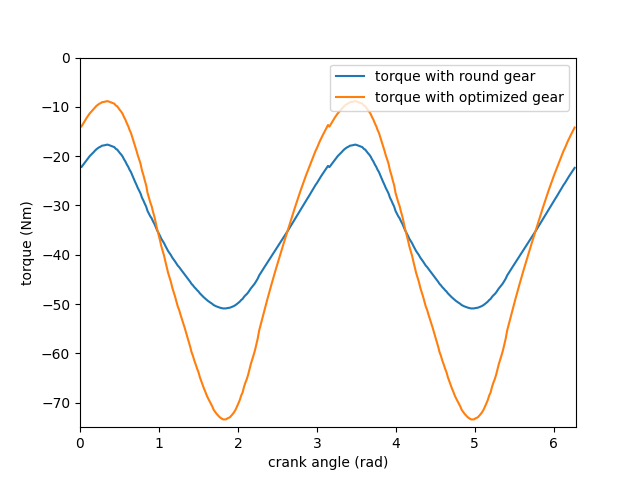 torque with round gear
torque with optimized gear
0
−10
−20
−30
−40
−50
−60
−70
torque (Nm)
0 1 2 3 4 5 6
crank angle (rad)